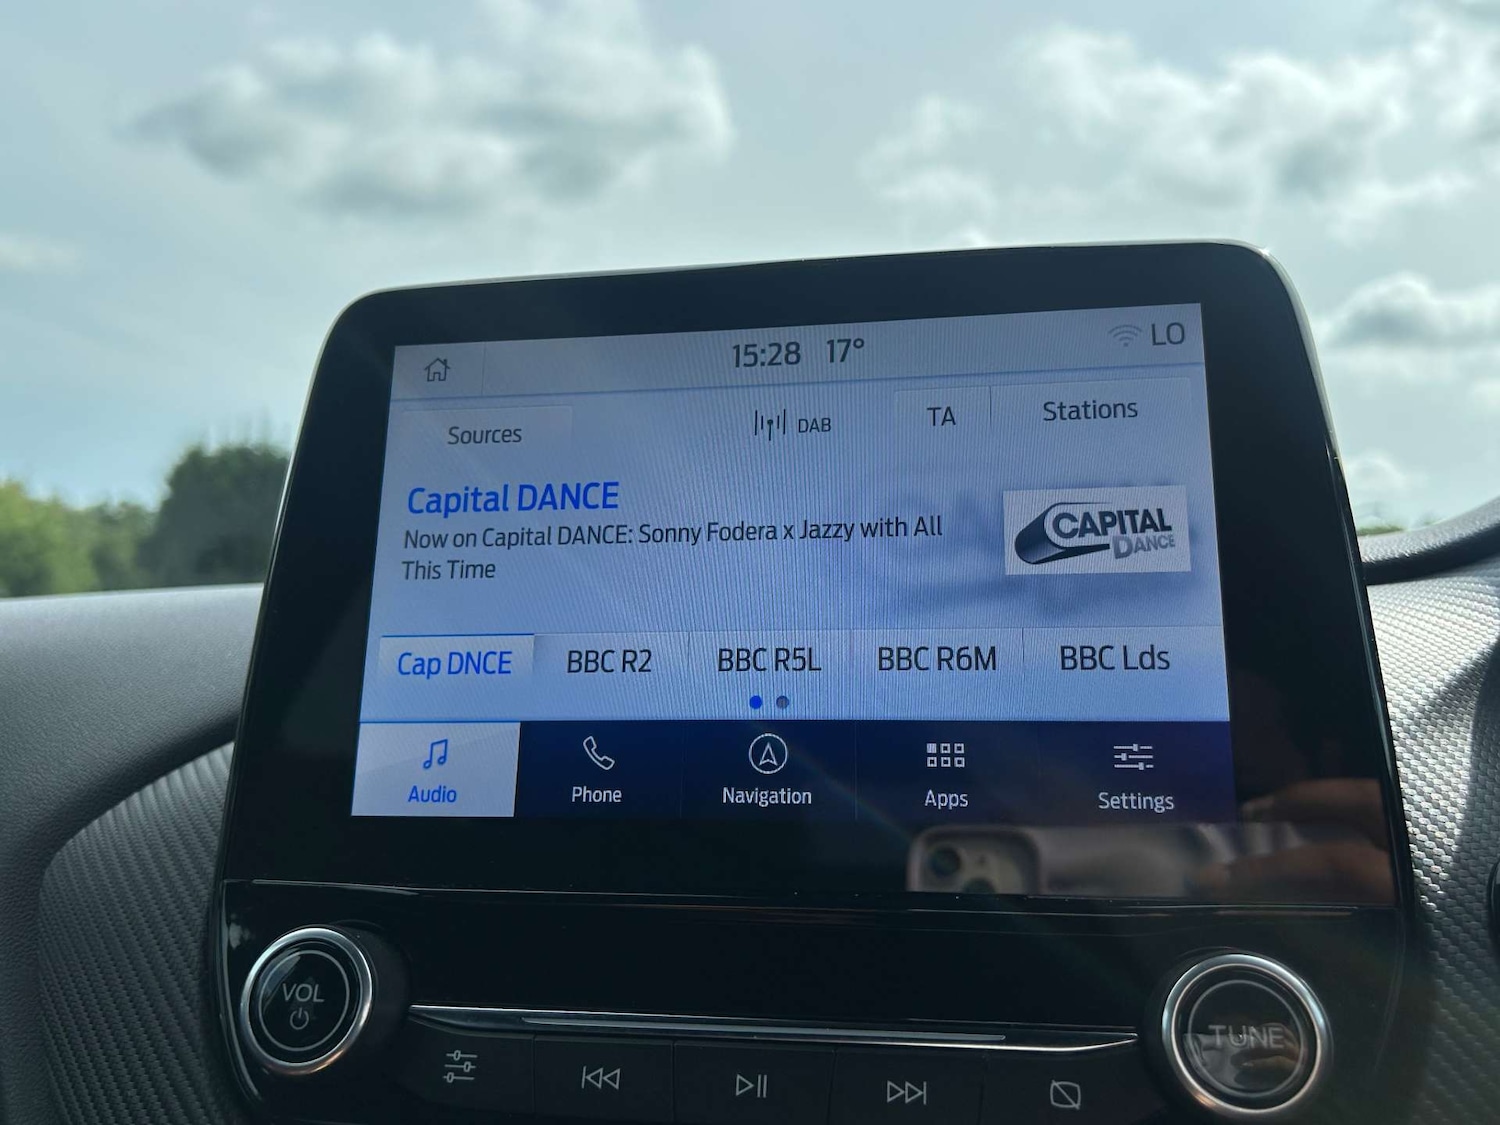 15:28 17° LO
Sources DAB TA Stations
Capital DANCE
Now on Capital DANCE: Sonny Fodera x Jazzy with All
This Time
CAPITAL
DANCE
Cap DNCE BBC R2 BBC R5L BBC R6M BBC Lds
Audio Phone Navigation Apps Settings
VOL
TUNE